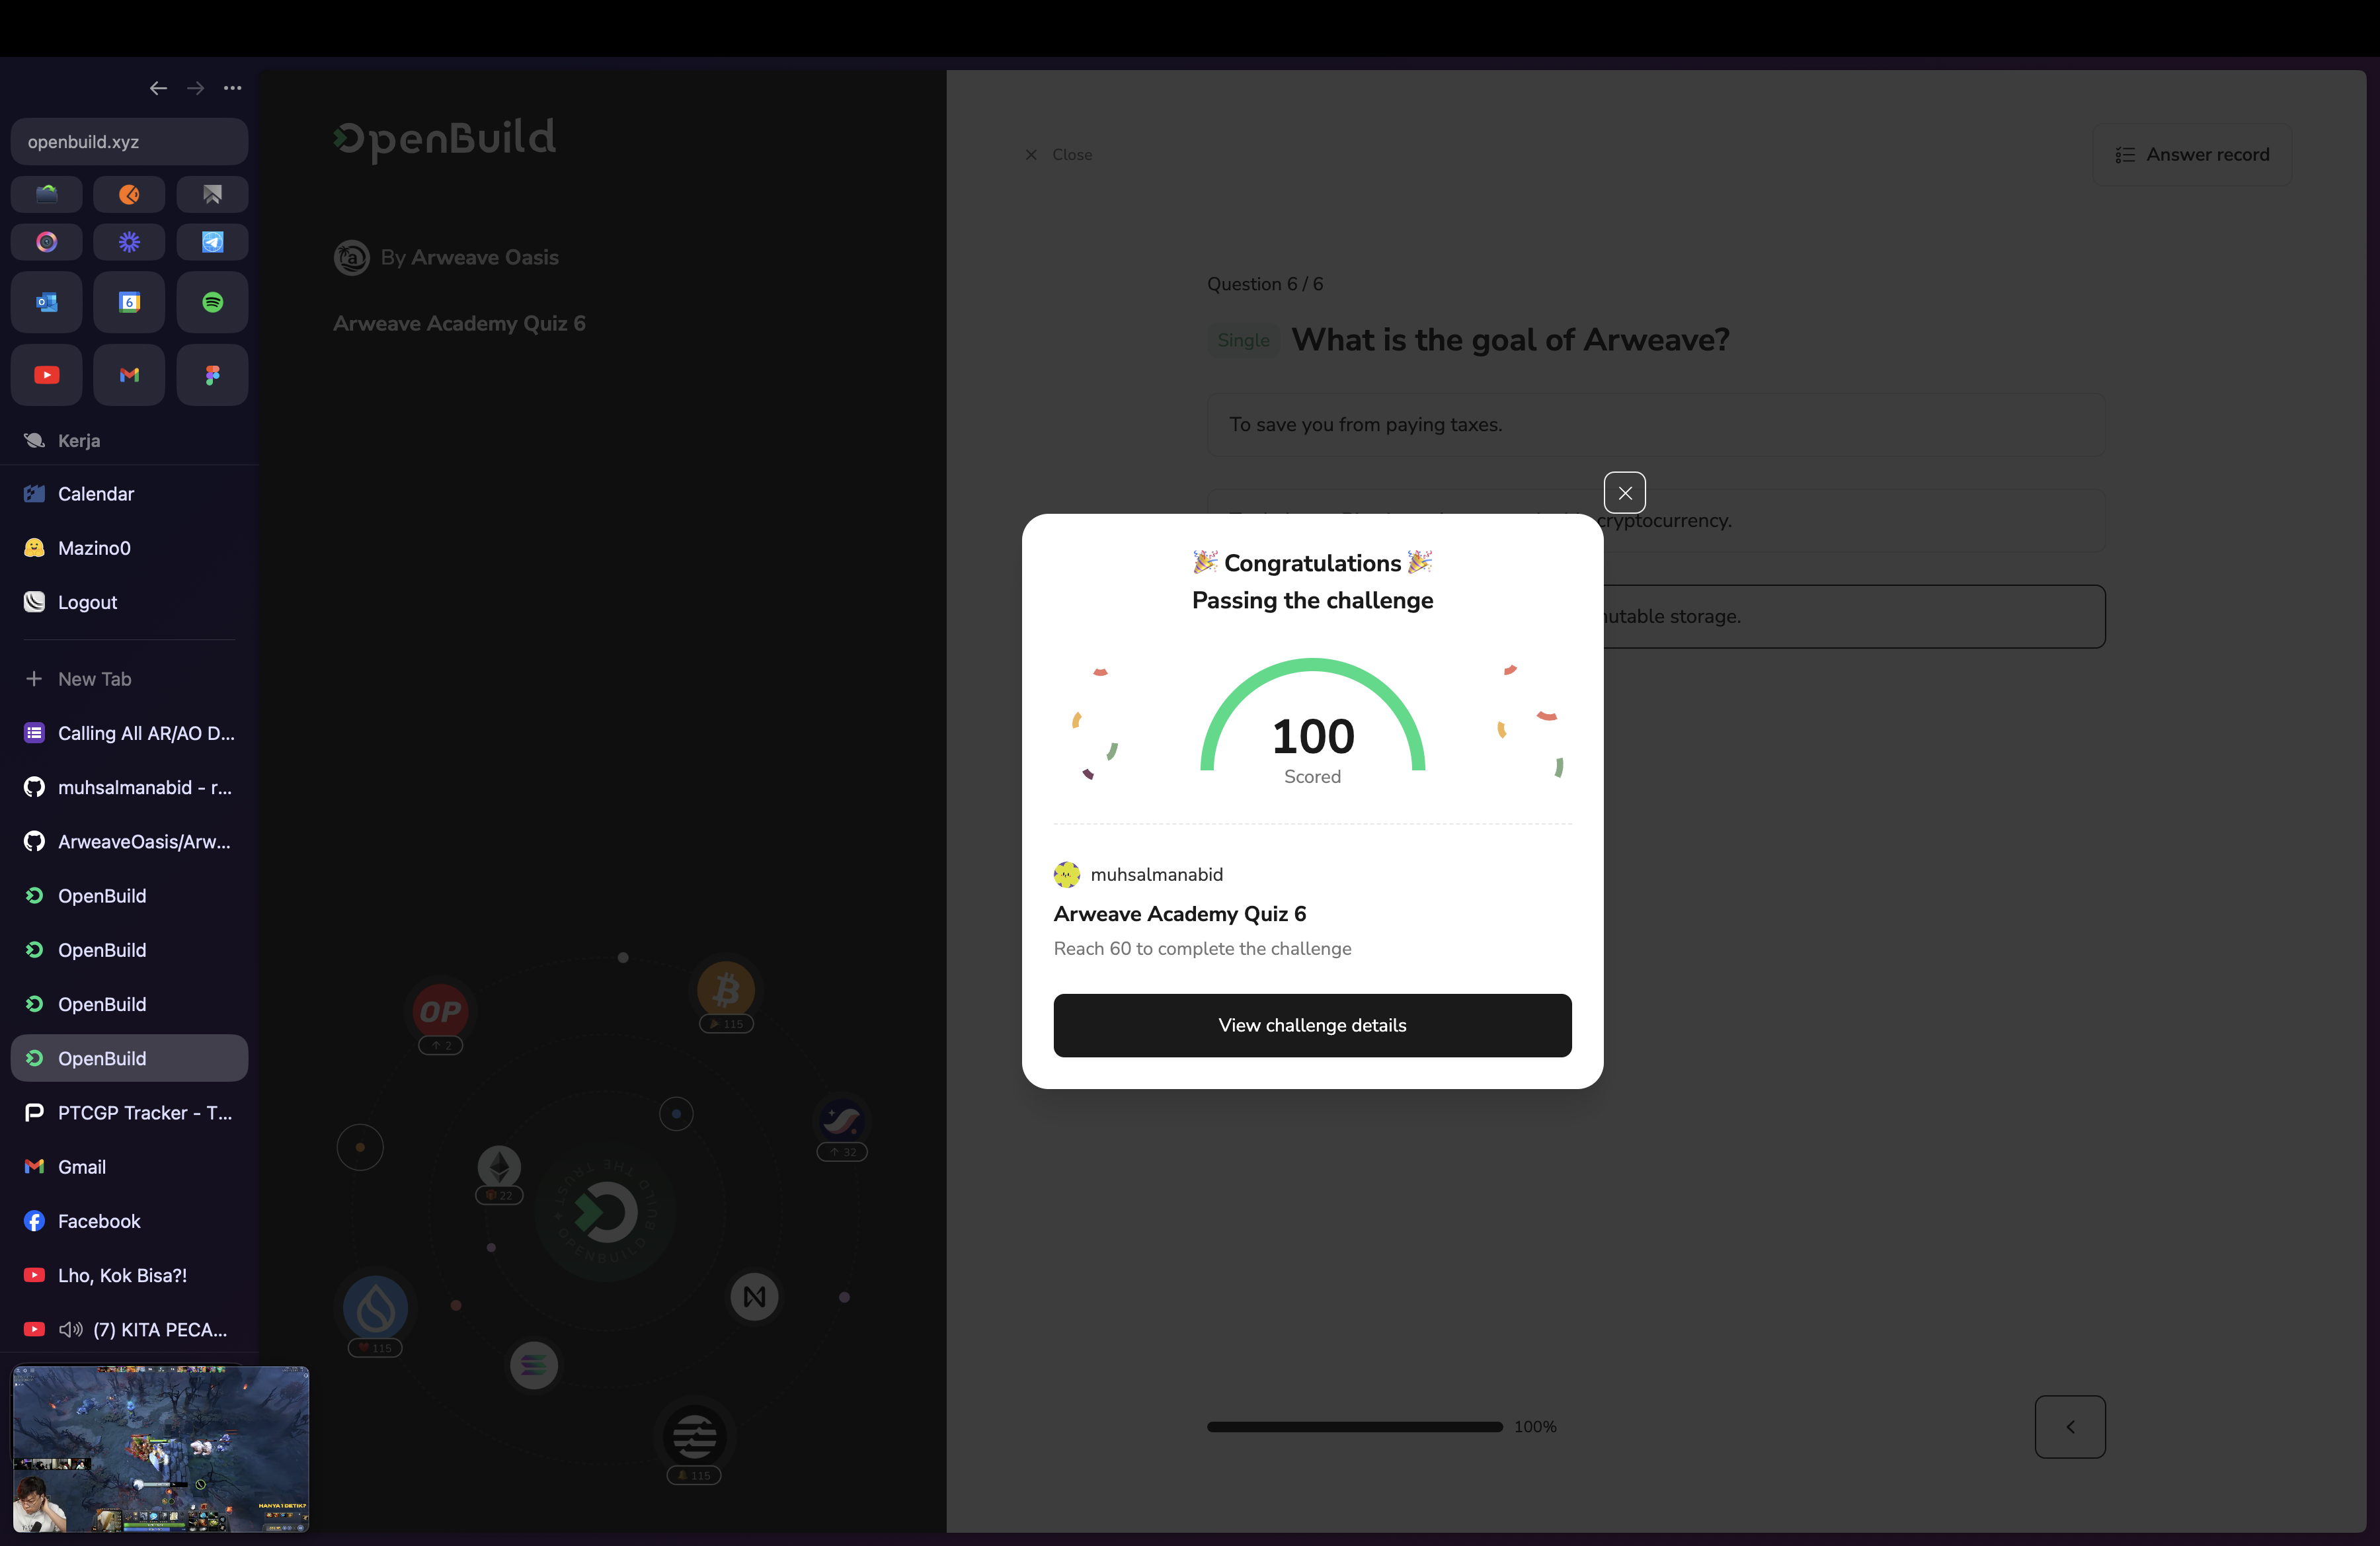 openbuild.xyz
6
Kerja
Calendar
Mazino0
Logout
New Tab
Calling All AR/AO D...
muhsalmanabid - r...
ArweaveOasis/Arw...
OpenBuild
OpenBuild
OpenBuild
OpenBuild
PTCGP Tracker - T...
Gmail
Facebook
Lho, Kok Bisa?!
(7) KITA PECA...
HANYA 1 DETIK?
OpenBuild
By Arweave Oasis
Arweave Academy Quiz 6
OP
2
115
32
22
115
115
Close
Answer record
Question 6 / 6
Single
What is the goal of Arweave?
To save you from paying taxes.
cryptocurrency.
storage.
🎉 Congratulations 🎉
Passing the challenge
100
Scored
muhsalmanabid
Arweave Academy Quiz 6
Reach 60 to complete the challenge
View challenge details
100%